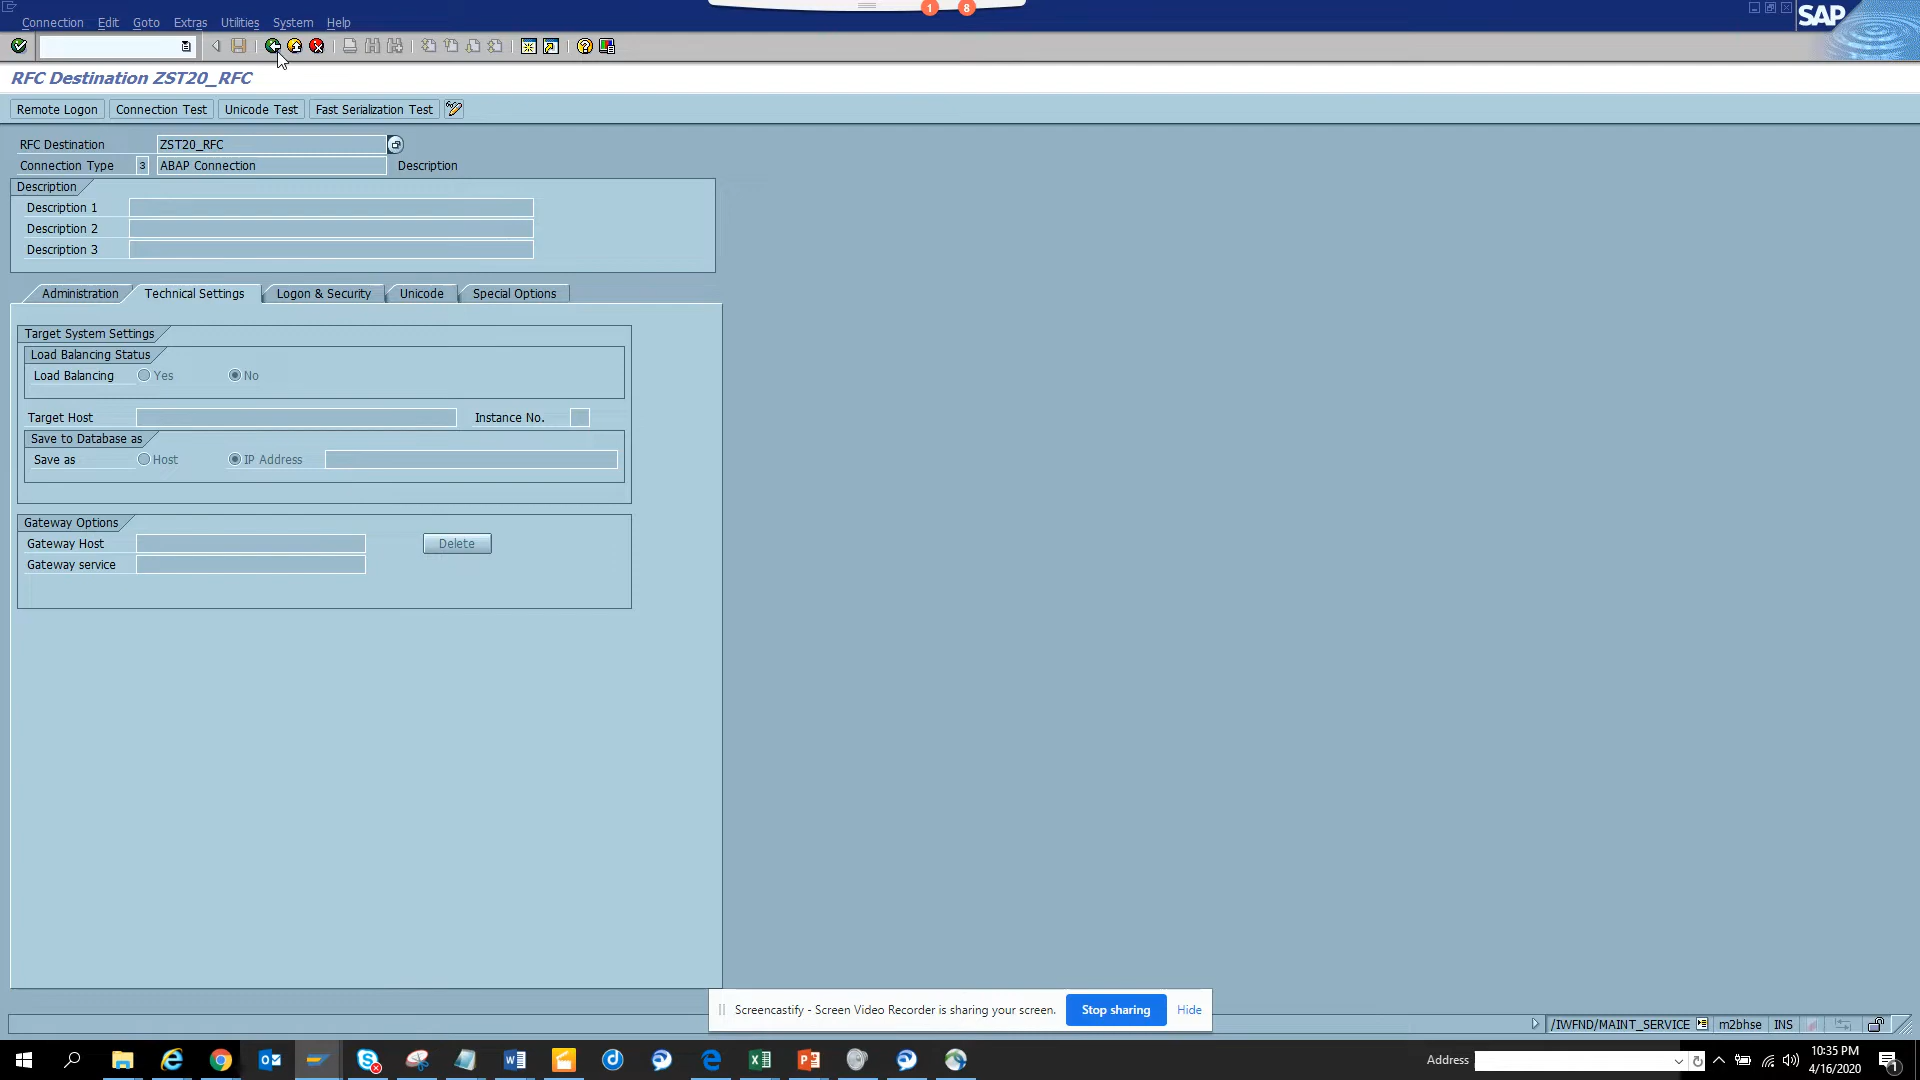 Connection Edit Goto Extras Utilities System Help
1 8
SAP
RFC Destination ZST20_RFC
Remote Logon Connection Test Unicode Test Fast Serialization Test
RFC Destination ZST20_RFC
Connection Type 3 ABAP Connection Description
Description
Description 1
Description 2
Description 3
Administration Technical Settings Logon & Security Unicode Special Options
Target System Settings
Load Balancing Status
Load Balancing Yes No
Target Host Instance No.
Save to Database as
Save as Host IP Address
Gateway Options
Gateway Host Delete
Gateway service
Screencastify - Screen Video Recorder is sharing your screen. Stop sharing Hide
/IWFND/MAINT_SERVICE m2bhse INS
Address
10:35 PM
4/16/2020
1